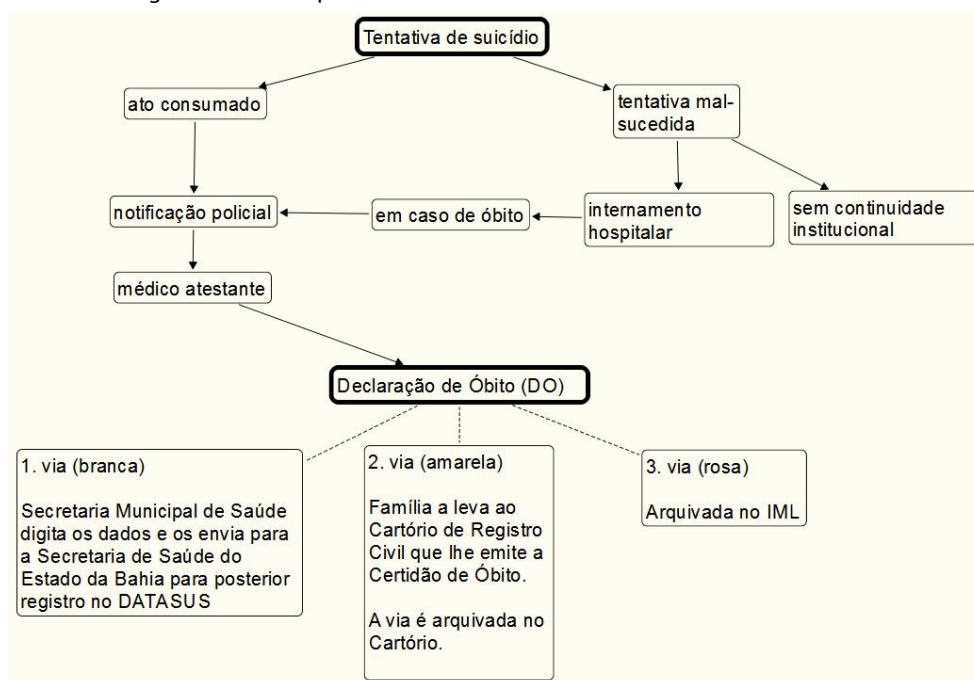 Tentativa de suicídio
ato consumado
tentativa mal-
sucedida
notificação policial
em caso de óbito
internamento
hospitalar
sem continuidade
institucional
médico atestante
Declaração de Óbito (DO)
1. via (branca)
Secretaria Municipal de Saúde
digita os dados e os envia para
a Secretaria de Saúde do
Estado da Bahia para posterior
registro no DATASUS
2. via (amarela)
Família a leva ao
Cartório de Registro
Civil que lhe emite a
Certidão de Óbito.
A via é arquivada no
Cartório.
3. via (rosa)
Arquivada no IML